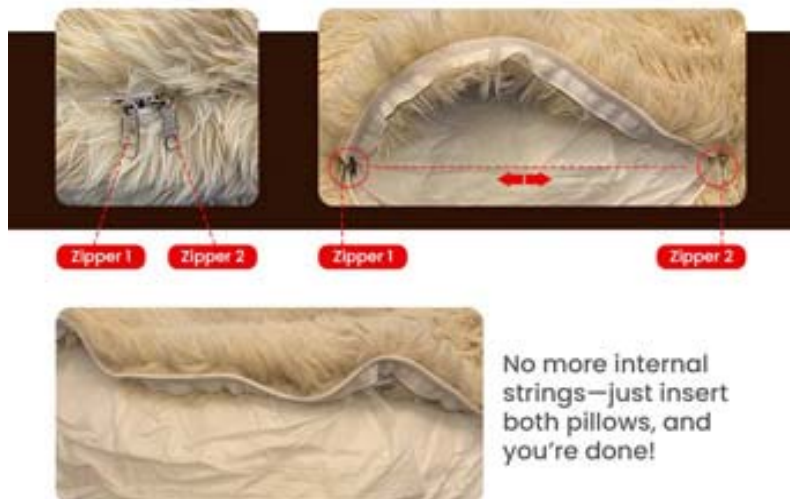 Zipper 1
Zipper 2
Zipper 1
Zipper 2
No more internal
strings—just insert
both pillows, and
you're done!